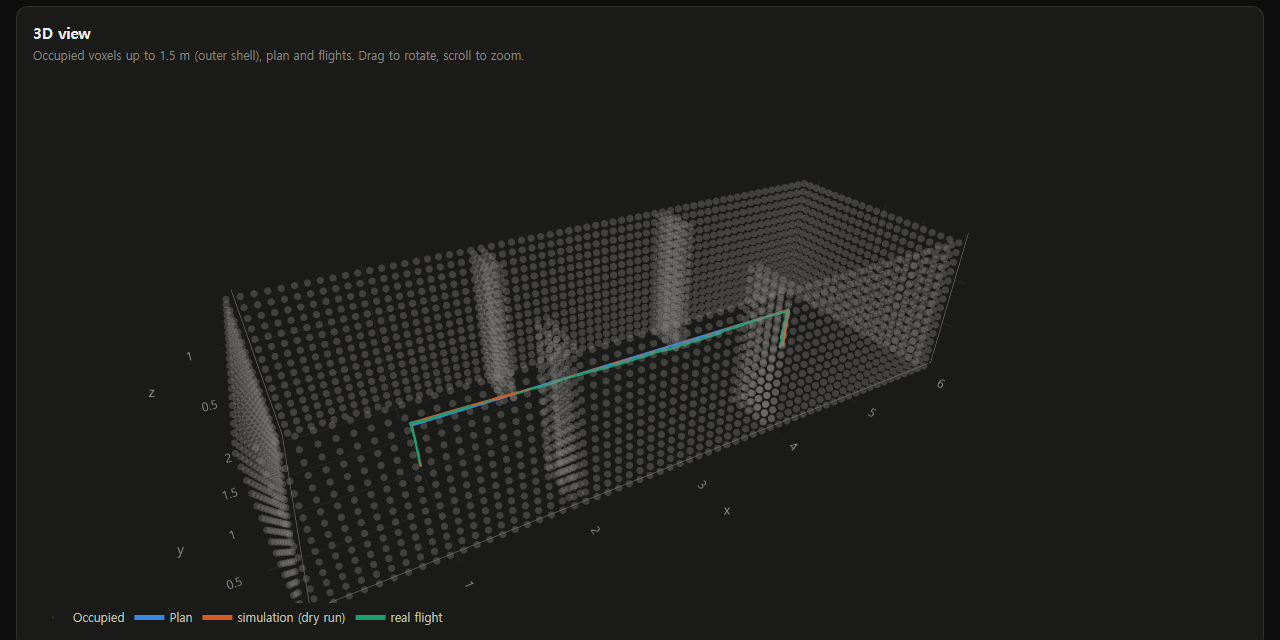 3D view
Occupied voxels up to 1.5 m (outer shell), plan and flights. Drag to rotate, scroll to zoom.
1
z
0.5
2
1.5
1
y
0.5
1
2
3
x
4
5
6
Occupied Plan simulation (dry run) real flight